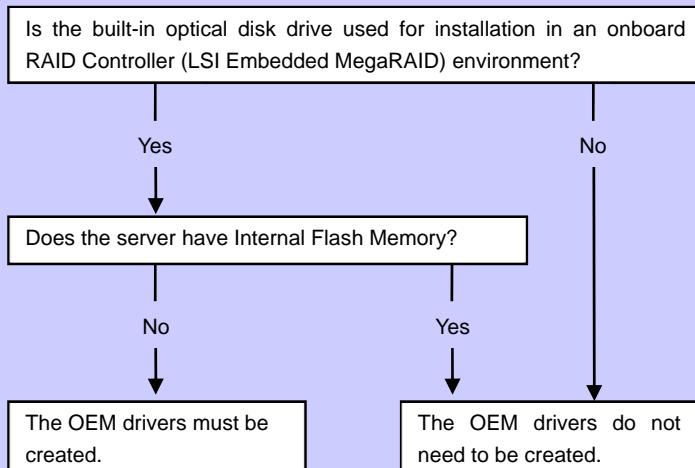 Is the built-in optical disk drive used for installation in an onboard
RAID Controller (LSI Embedded MegaRAID) environment?
Yes
No
Does the server have Internal Flash Memory?
No
Yes
The OEM drivers must be
created.
The OEM drivers do not
need to be created.